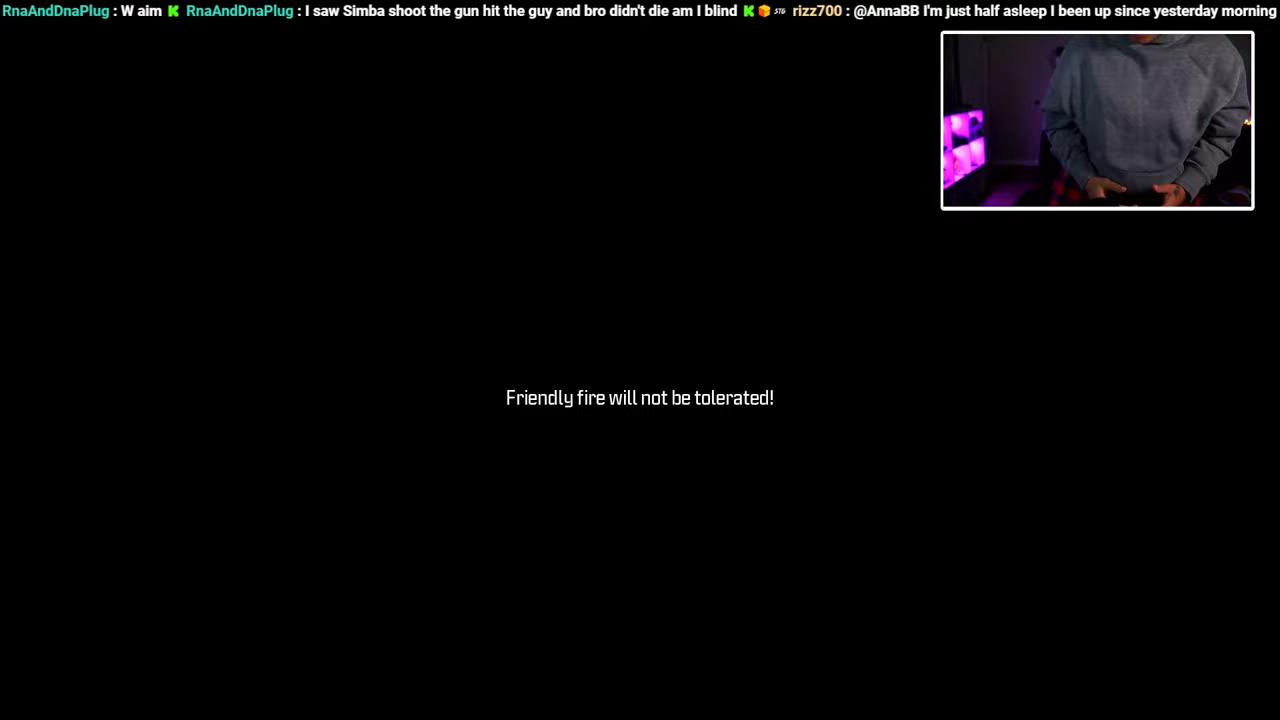 RnaAndDnaPlug : W aim RnaAndDnaPlug : I saw Simba shoot the gun hit the guy and bro didn't die am I blind STG rizz700 : @AnnaBB I'm just half asleep I been up since yesterday morning
Friendly fire will not be tolerated!